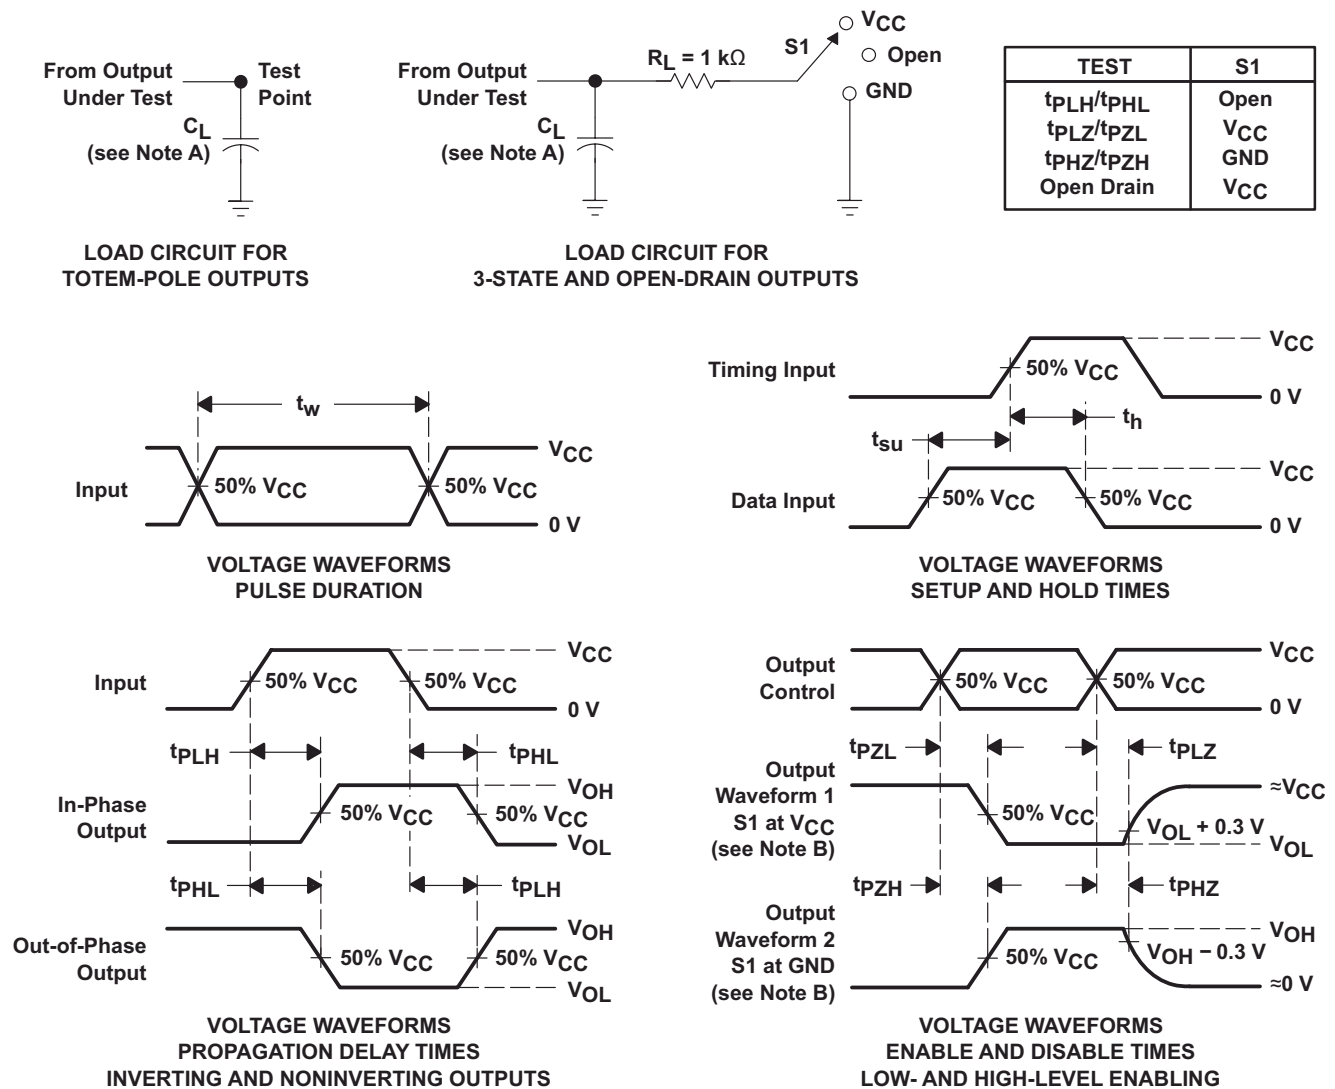 From Output
Under Test
Test
Point
CL
(see Note A)
LOAD CIRCUIT FOR
TOTEM-POLE OUTPUTS
From Output
Under Test
RL = 1 kΩ
S1
VCC
Open
GND
CL
(see Note A)
LOAD CIRCUIT FOR
3-STATE AND OPEN-DRAIN OUTPUTS
TEST S1
tPLH/tPHL Open
tPLZ/tPZL VCC
tPHZ/tPZH GND
Open Drain VCC
tw
Input
50% VCC
50% VCC
VCC
0 V
VOLTAGE WAVEFORMS
PULSE DURATION
Timing Input
50% VCC
VCC
0 V
tsu
th
Data Input
50% VCC
50% VCC
VCC
0 V
VOLTAGE WAVEFORMS
SETUP AND HOLD TIMES
Input
50% VCC
50% VCC
VCC
0 V
tPLH
tPHL
In-Phase
Output
50% VCC
50% VCC
VOH
VOL
tPHL
tPLH
Out-of-Phase
Output
50% VCC
50% VCC
VOH
VOL
VOLTAGE WAVEFORMS
PROPAGATION DELAY TIMES
INVERTING AND NONINVERTING OUTPUTS
Output
Control
50% VCC
50% VCC
VCC
0 V
tPZL
tPLZ
Output
Waveform 1
S1 at VCC
(see Note B)
50% VCC
VOL + 0.3 V
≈VCC
VOL
tPZH
tPHZ
Output
Waveform 2
S1 at GND
(see Note B)
50% VCC
VOH − 0.3 V
VOH
≈0 V
VOLTAGE WAVEFORMS
ENABLE AND DISABLE TIMES
LOW- AND HIGH-LEVEL ENABLING